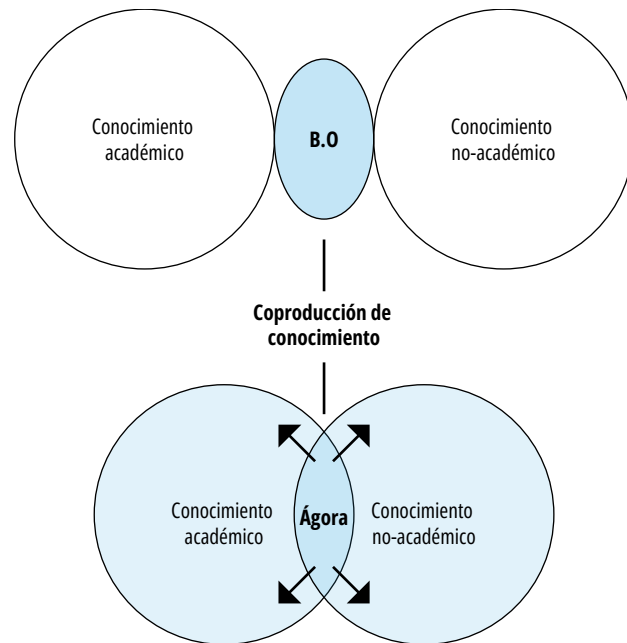 Conocimiento
académico
B.O
Conocimiento
no-académico
Coproducción de
conocimiento
Conocimiento
académico
Ágora
Conocimiento
no-académico